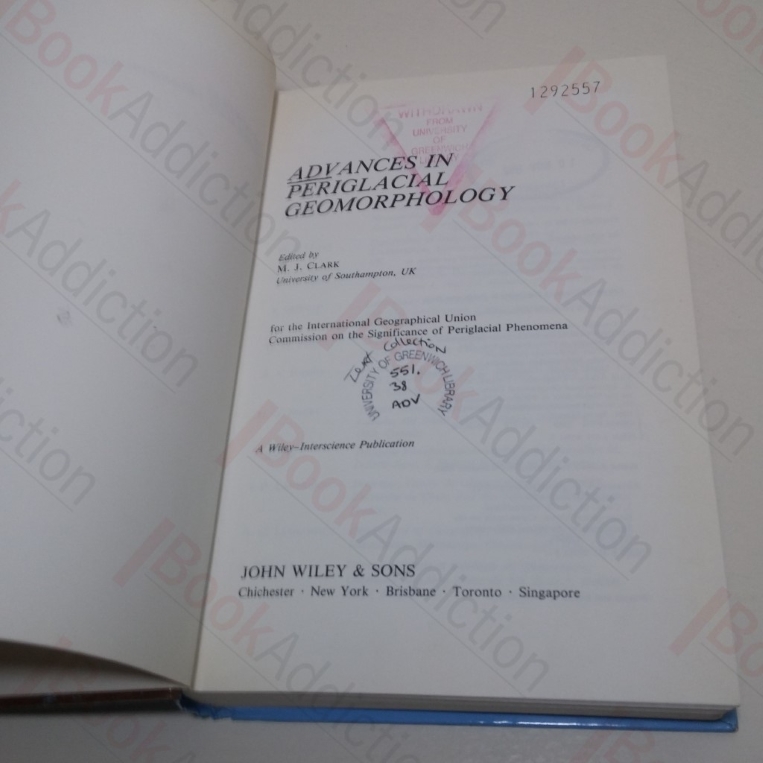 1292557
WITHDRAWN
FROM
UNIVERSITY
OF
GREENWICH
ADVANCES IN
PERIGLACIAL
GEOMORPHOLOGY
Edited by
M. J. CLARK
University of Southampton, UK
for the International Geographical Union
Commission on the Significance of Periglacial Phenomena
Collection
UNIVERSITY OF GREENWICH LIBRARY
551.
38
ADV
A Wiley–Interscience Publication
JOHN WILEY & SONS
Chichester · New York · Brisbane · Toronto · Singapore
BookAddiction